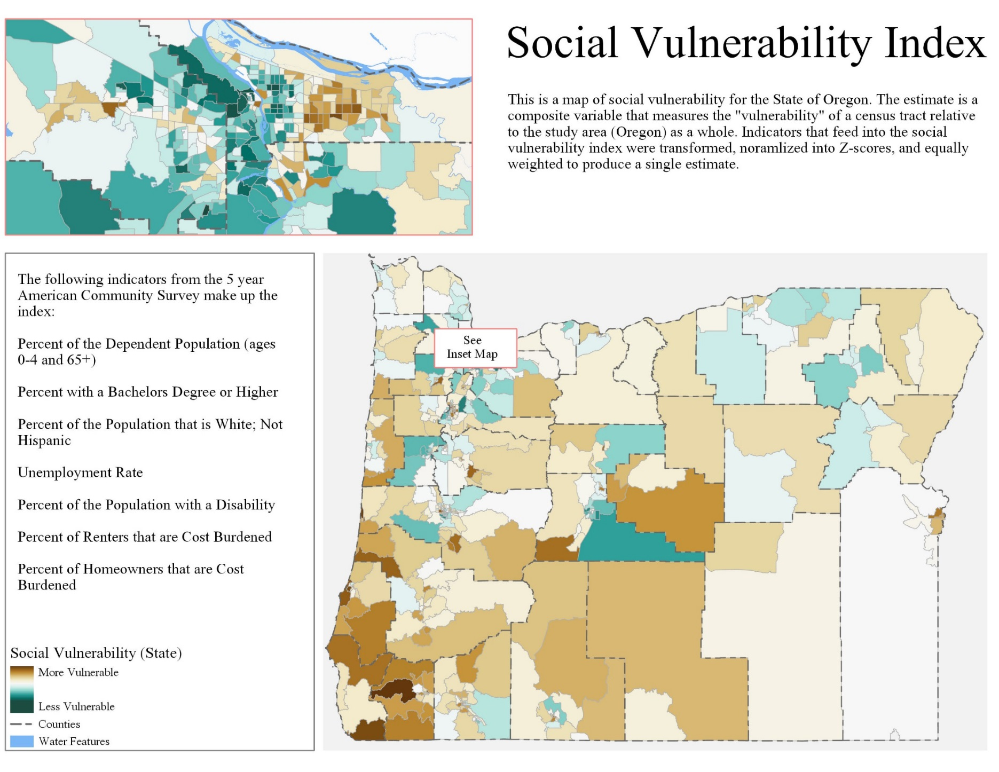 Social Vulnerability Index
This is a map of social vulnerability for the State of Oregon. The estimate is a
composite variable that measures the "vulnerability" of a census tract relative
to the study area (Oregon) as a whole. Indicators that feed into the social
vulnerability index were transformed, noramlized into Z-scores, and equally
weighted to produce a single estimate.
The following indicators from the 5 year
American Community Survey make up the
index:
Percent of the Dependent Population (ages
0-4 and 65+)
Percent with a Bachelors Degree or Higher
Percent of the Population that is White; Not
Hispanic
Unemployment Rate
Percent of the Population with a Disability
Percent of Renters that are Cost Burdened
Percent of Homeowners that are Cost
Burdened
Social Vulnerability (State)
More Vulnerable
Less Vulnerable
Counties
Water Features
See
Inset Map